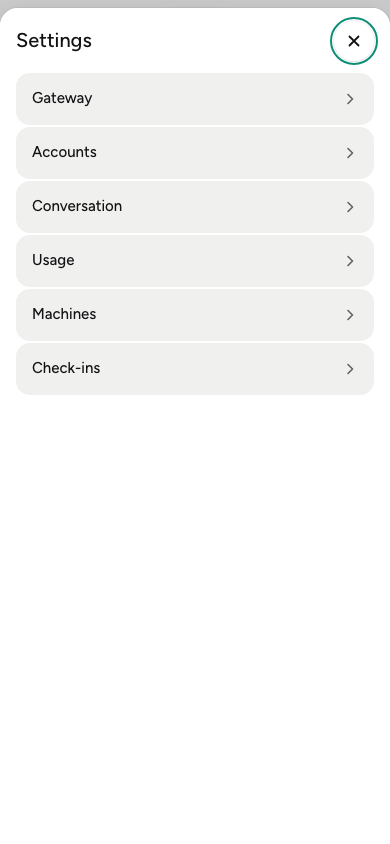 Settings
Gateway
Accounts
Conversation
Usage
Machines
Check-ins